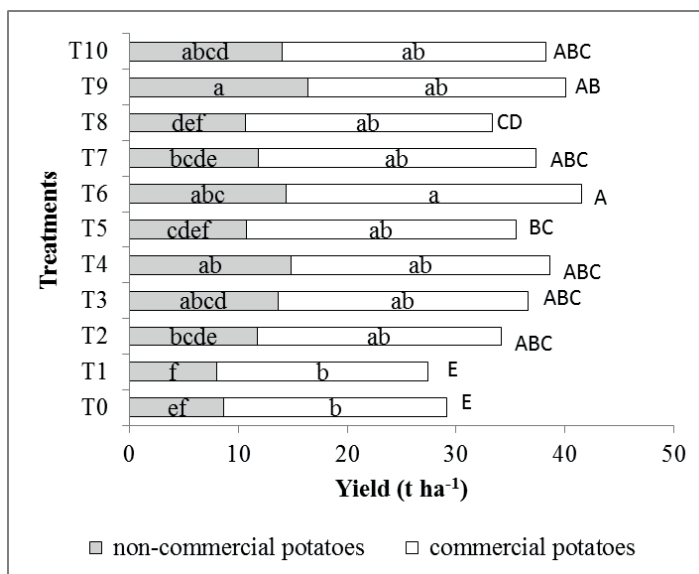 Treatments
T10 abcd ab ABC
T9 a ab AB
T8 def ab CD
T7 bcde ab ABC
T6 abc a A
T5 cdef ab BC
T4 ab ab ABC
T3 abcd ab ABC
T2 bcde ab ABC
T1 f b E
T0 ef b E
0 10 20 30 40 50
Yield (t ha⁻¹)
non-commercial potatoes commercial potatoes